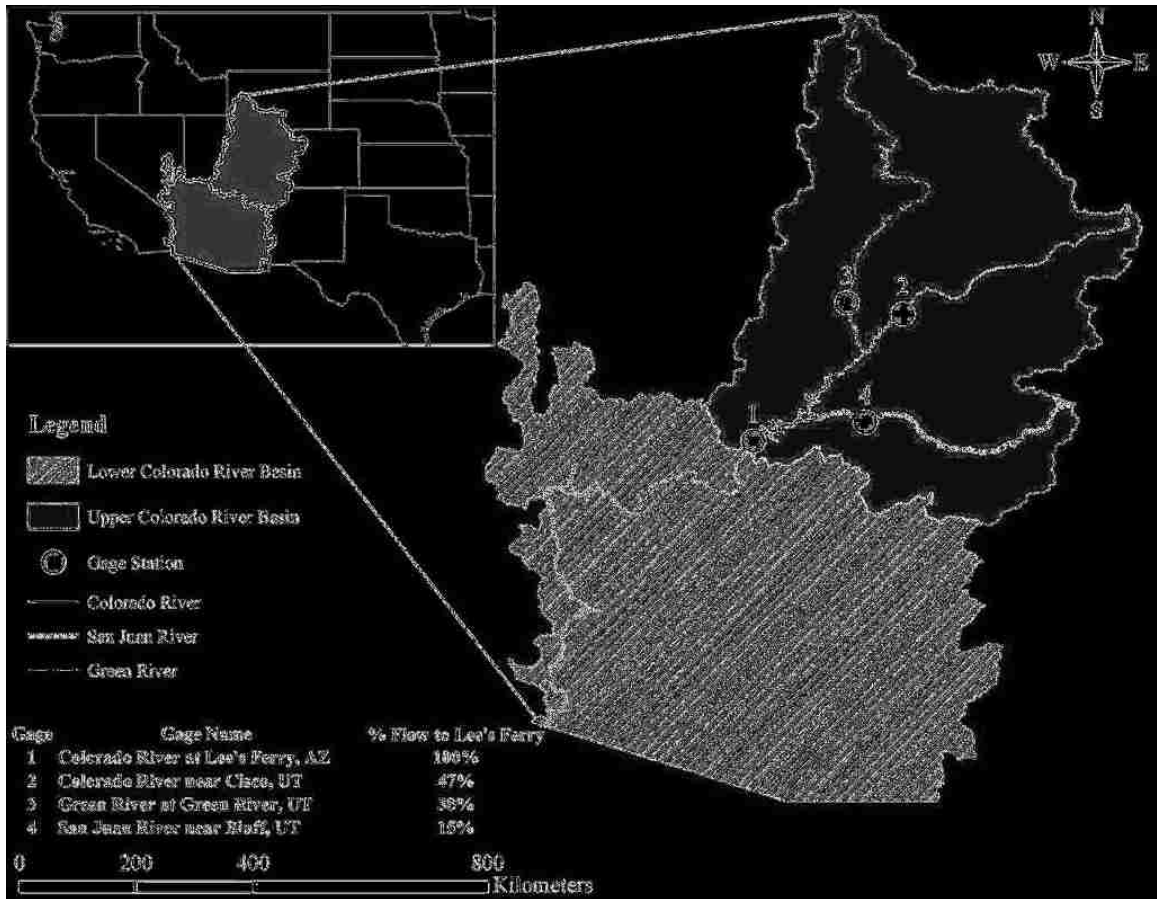 N
W E
S
3
2
4
1
Legend
Lower Colorado River Basin
Upper Colorado River Basin
Gage Station
Colorado River
San Juan River
Green River
Gage Gage Name % Flow to Lee's Ferry
1 Colorado River at Lee's Ferry, AZ 100%
2 Colorado River near Cisco, UT 47%
3 Green River at Green River, UT 38%
4 San Juan River near Bluff, UT 15%
0 200 400 800
Kilometers